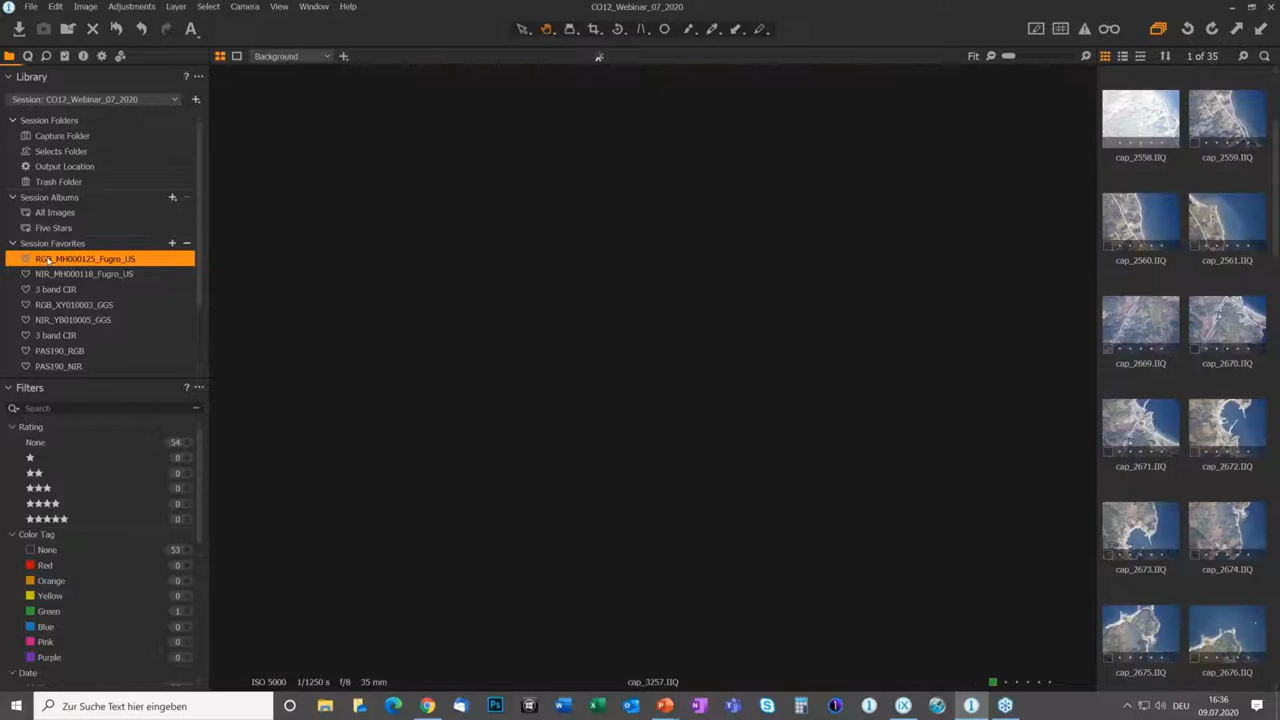 File Edit Image Adjustments Layer Select Camera View Window Help
CO12_Webinar_07_2020
Background
Fit
1 of 35
Library
Session: CO12_Webinar_07_2020
Session Folders
Capture Folder
Selects Folder
Output Location
Trash Folder
Session Albums
All Images
Five Stars
Session Favorites
RGB_MH000125_Fugro_US
NIR_MH000118_Fugro_US
3 band CIR
RGB_XY010003_GGS
NIR_YB010005_GGS
3 band CIR
PAS190_RGB
PAS190_NIR
Filters
Search
Rating
None 54
0
0
0
0
0
Color Tag
None 53
Red 0
Orange 0
Yellow 0
Green 1
Blue 0
Pink 0
Purple 0
Date
cap_2558.IIQ cap_2559.IIQ
cap_2560.IIQ cap_2561.IIQ
cap_2669.IIQ cap_2670.IIQ
cap_2671.IIQ cap_2672.IIQ
cap_2673.IIQ cap_2674.IIQ
cap_2675.IIQ cap_2676.IIQ
ISO 5000 1/1250 s f/8 35 mm
cap_3257.IIQ
Zur Suche Text hier eingeben
DEU
16:36
09.07.2020